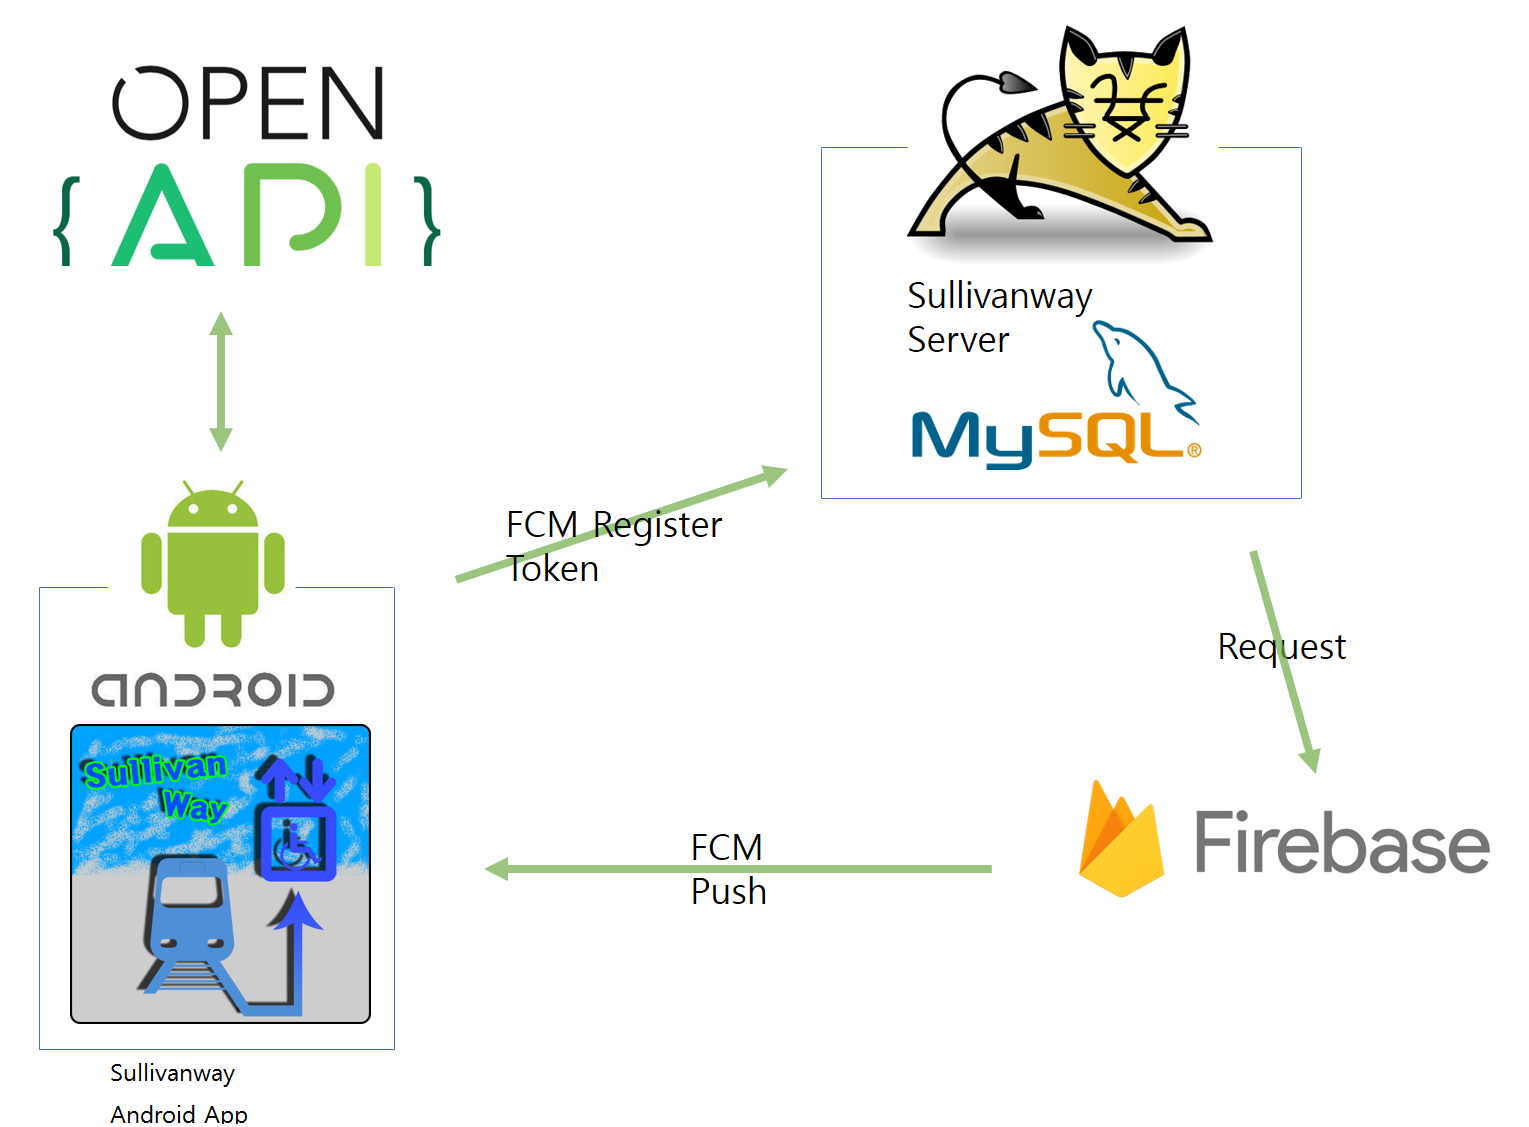 OPEN
{API}
Sullivanway
Server
MySQL®
FCM Register
Token
ANDROID
Request
Sullivan
Way
FCM
Push
Firebase
Sullivanway
Android App